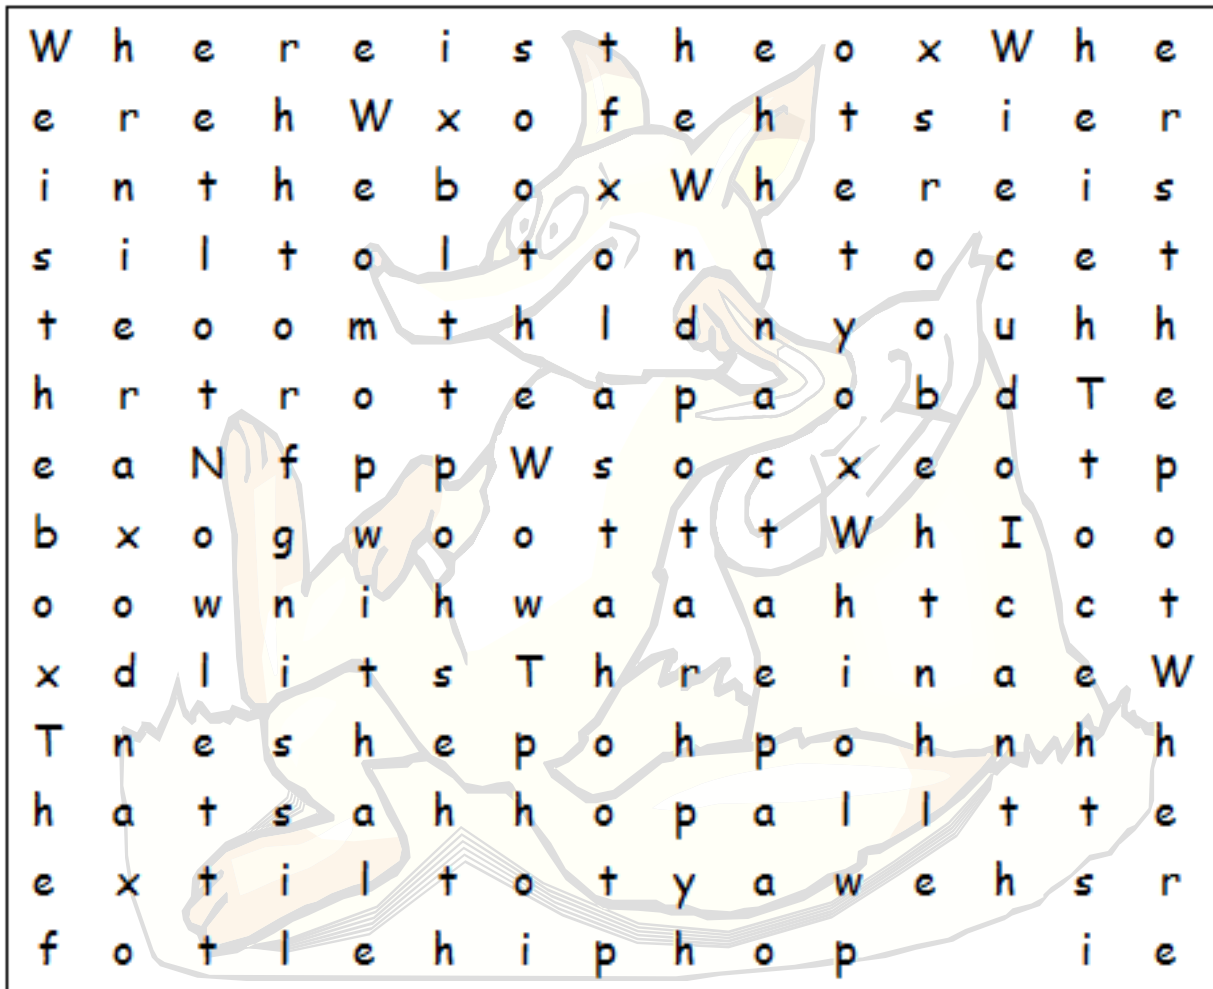 W h e r e i s t h e o x W h e
e r e h W x o f e h t s i e r
i n t h e b o x W h e r e i s
s i l t o l t o n a t o c e t
t e o o m t h l d n y o u h h
h r t r o t e a p a o b d T e
e a N f p p W s o c x e o t p
b x o g w o o t t t W h I o o
o o w n i h w a a a h t c c t
x d l i t s T h r e i n a e W
T n e s h e p o h p o h n h h
h a t s a h h o p a l l t t e
e x t i l t o t y a w e h s r
f o t l e h i p h o p i e